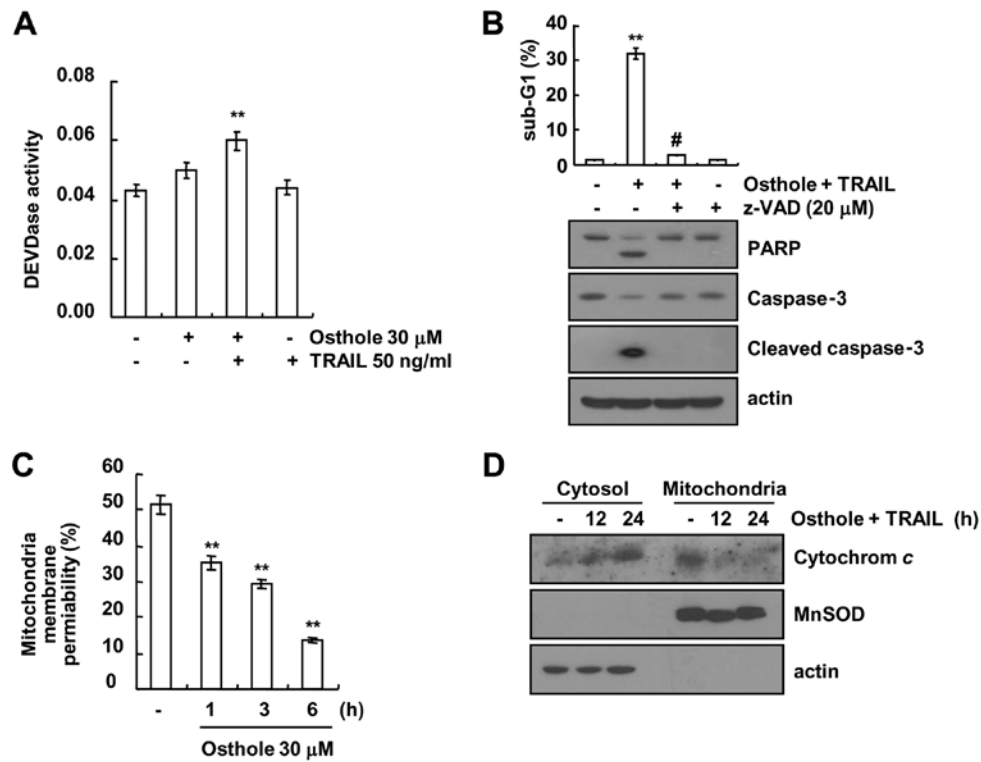 A
DEVDase activity
0.08
0.06
0.04
0.02
0.00
**
- + + - Osthole 30 μM
- - + + TRAIL 50 ng/ml
B
sub-G1 (%)
40
30
20
10
0
**
#
- + + - Osthole + TRAIL
- - + + z-VAD (20 μM)
PARP
Caspase-3
Cleaved caspase-3
actin
C
Mitochondria
membrane
permiability (%)
60
50
40
30
20
10
0
**
**
**
- 1 3 6 (h)
Osthole 30 μM
D
Cytosol Mitochondria
- 12 24 - 12 24 Osthole + TRAIL (h)
Cytochrom c
MnSOD
actin